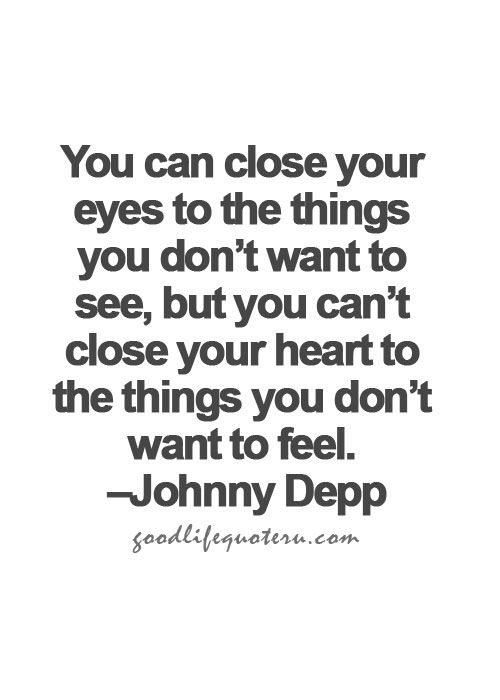 You can close your
eyes to the things
you don't want to
see, but you can't
close your heart to
the things you don't
want to feel.
–Johnny Depp
goodlifequoteru.com